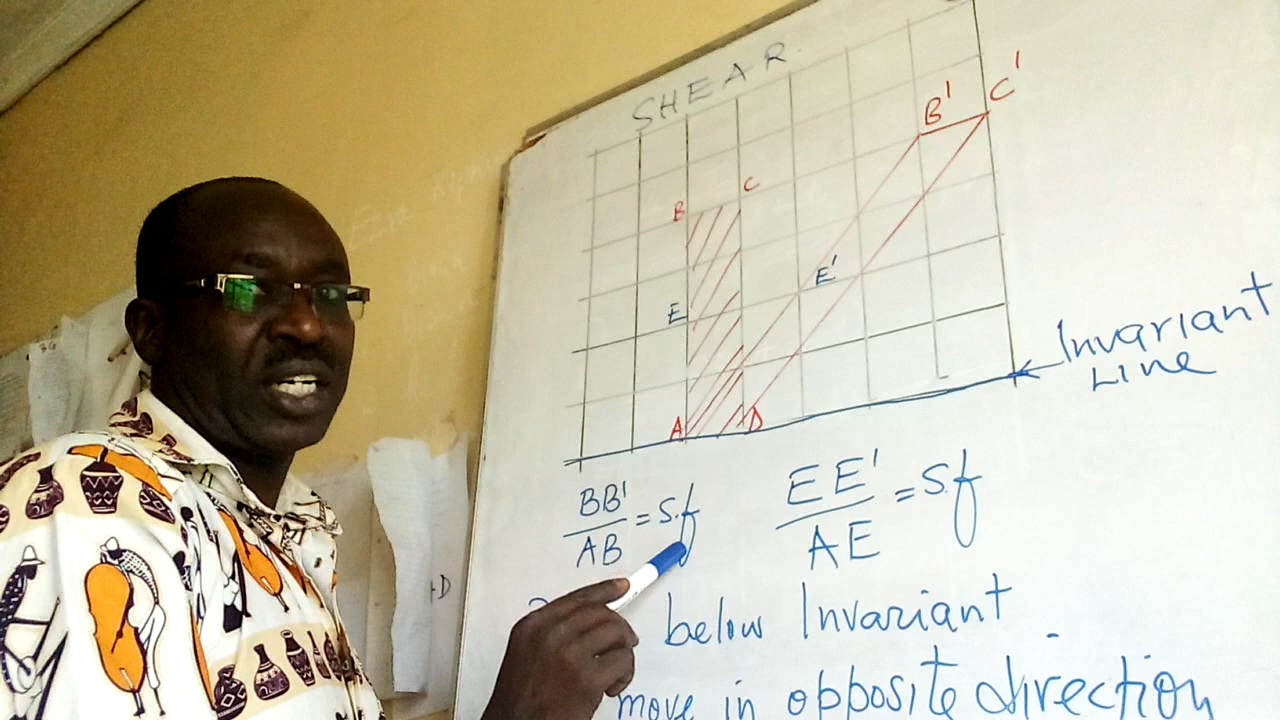 SHEAR.
B' C'
B C
E E'
A D
Invariant
LINE
BB'/AB = s.f EE'/AE = s.f
below Invariant
move in opposite direction
+D